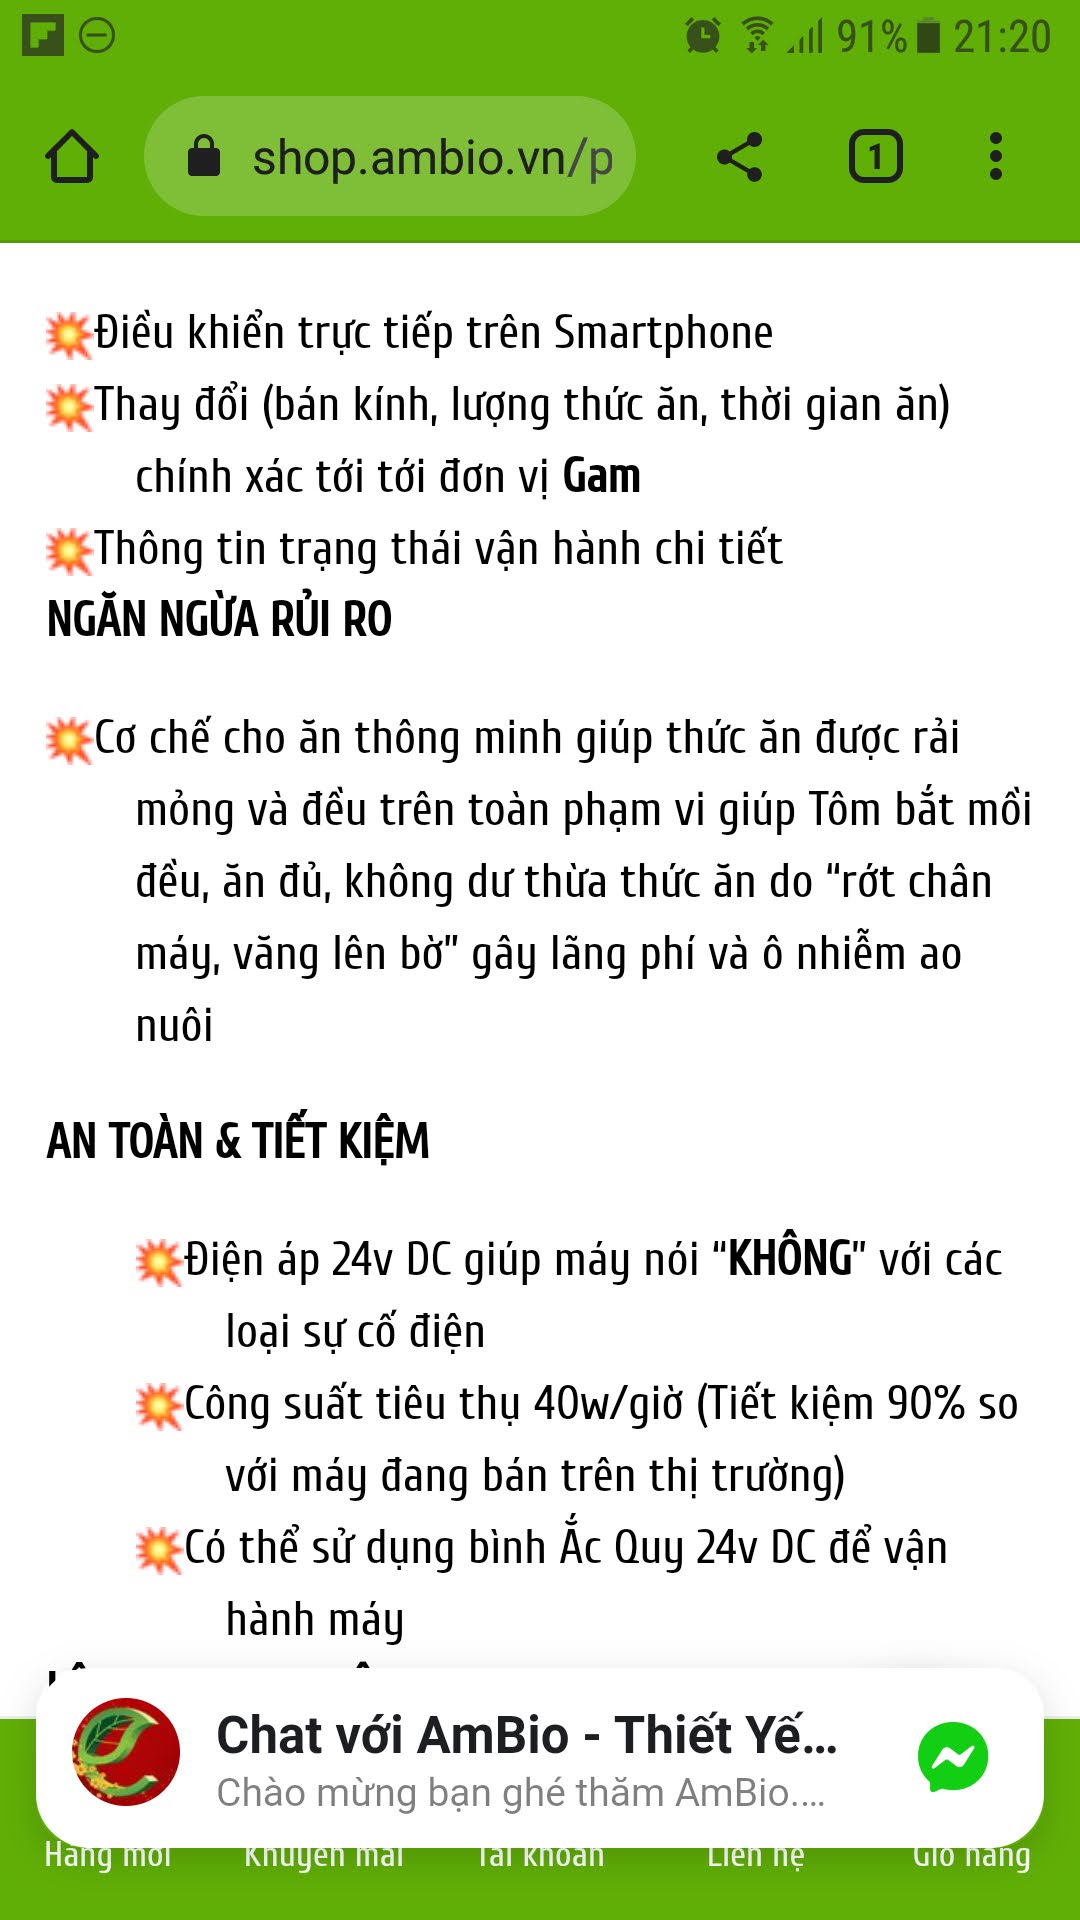 91% 21:20
shop.ambio.vn/p
1
💥Điều khiển trực tiếp trên Smartphone
💥Thay đổi (bán kính, lượng thức ăn, thời gian ăn)
chính xác tới tới đơn vị Gam
💥Thông tin trạng thái vận hành chi tiết
NGĂN NGỪA RỦI RO
💥Cơ chế cho ăn thông minh giúp thức ăn được rải
mỏng và đều trên toàn phạm vi giúp Tôm bắt mồi
đều, ăn đủ, không dư thừa thức ăn do “rớt chân
máy, văng lên bờ” gây lãng phí và ô nhiễm ao
nuôi
AN TOÀN & TIẾT KIỆM
💥Điện áp 24v DC giúp máy nói “KHÔNG” với các
loại sự cố điện
💥Công suất tiêu thụ 40w/giờ (Tiết kiệm 90% so
với máy đang bán trên thị trường)
💥Có thể sử dụng bình Ắc Quy 24v DC để vận
hành máy
Chat với AmBio - Thiết Yế...
Chào mừng bạn ghé thăm AmBio....
Hàng mới Khuyến mãi Tài khoản Liên hệ Giỏ hàng